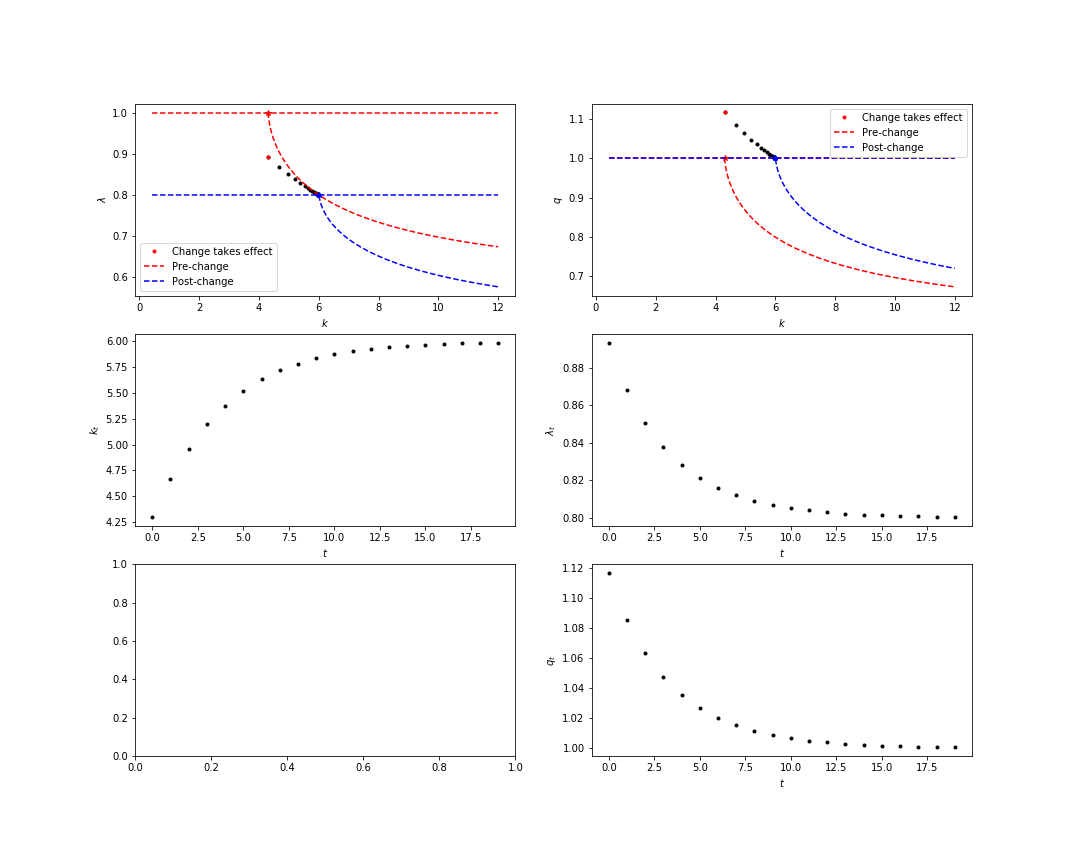 1.0
0.9
0.8
0.7
0.6
λ
Change takes effect
Pre-change
Post-change
0 2 4 6 8 10 12
k
1.1
1.0
0.9
0.8
0.7
q
Change takes effect
Pre-change
Post-change
0 2 4 6 8 10 12
k
6.00
5.75
5.50
5.25
5.00
4.75
4.50
4.25
kₜ
0.0 2.5 5.0 7.5 10.0 12.5 15.0 17.5
t
0.88
0.86
0.84
0.82
0.80
λₜ
0.0 2.5 5.0 7.5 10.0 12.5 15.0 17.5
t
1.0
0.8
0.6
0.4
0.2
0.0
0.0 0.2 0.4 0.6 0.8 1.0
1.12
1.10
1.08
1.06
1.04
1.02
1.00
qₜ
0.0 2.5 5.0 7.5 10.0 12.5 15.0 17.5
t